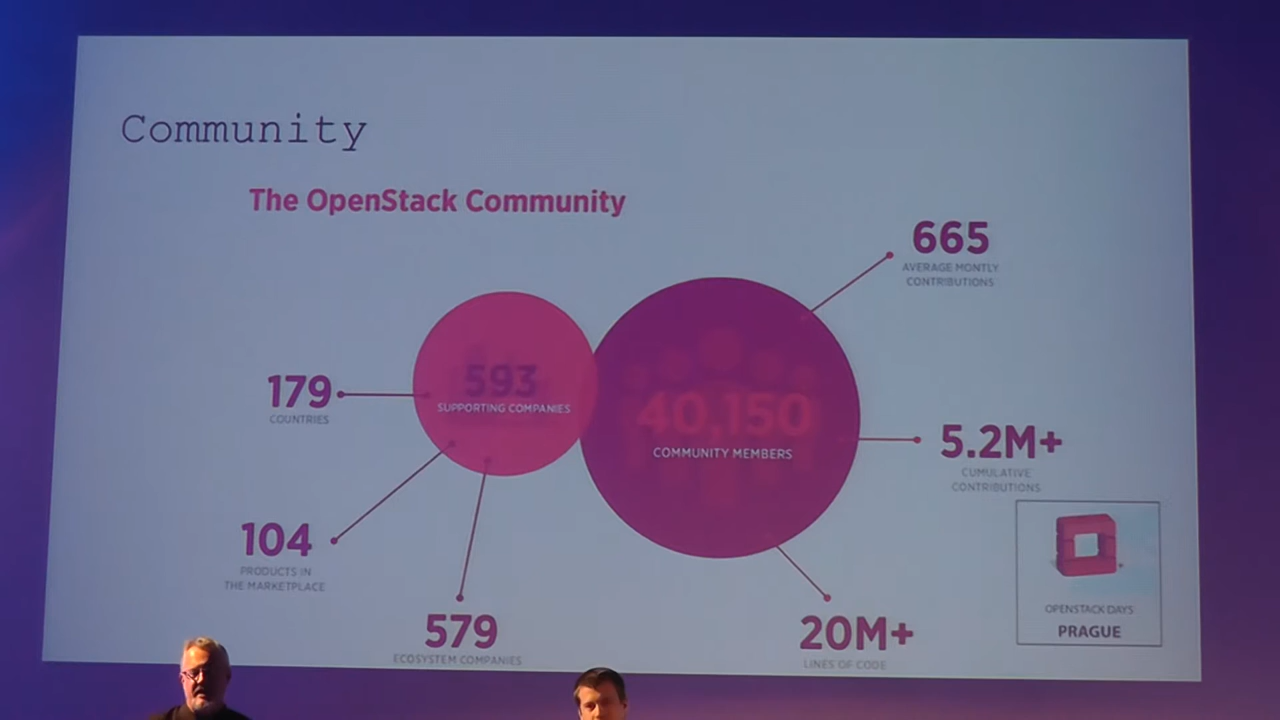 Community
The OpenStack Community
665
AVERAGE MONTLY
CONTRIBUTIONS
593
SUPPORTING COMPANIES
179
COUNTRIES
40,150
COMMUNITY MEMBERS
5.2M+
CUMULATIVE
CONTRIBUTIONS
104
PRODUCTS IN
THE MARKETPLACE
579
ECOSYSTEM COMPANIES
20M+
LINES OF CODE
OPENSTACK DAYS
PRAGUE